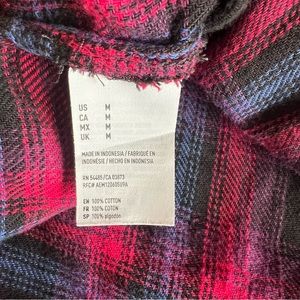 US M
CA M
MX M
UK M
MADE IN INDONESIA / FABRIQUÉ EN
INDONÉSIE / HECHO EN INDONESIA
RN 54485/CA 03873
EN 100% COTTON
FR 100% COTON
SP 100% algodon